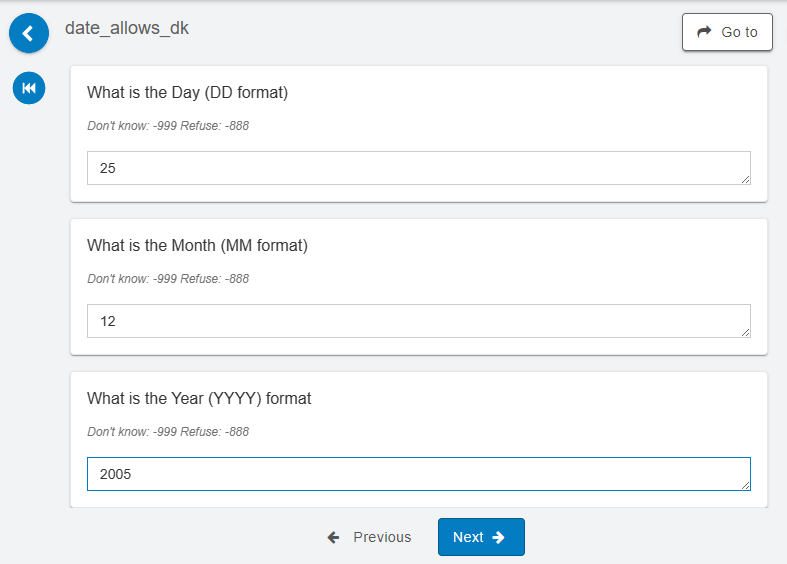 date_allows_dk
Go to
What is the Day (DD format)
Don't know: -999 Refuse: -888
25
What is the Month (MM format)
Don't know: -999 Refuse: -888
12
What is the Year (YYYY) format
Don't know: -999 Refuse: -888
2005
Previous
Next